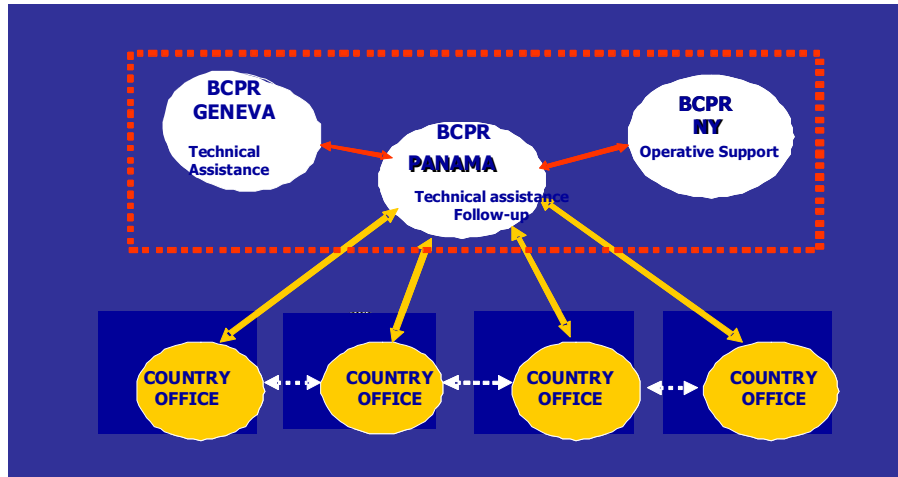 BCPR
GENEVA
Technical
Assistance
BCPR
PANAMA
Technical assistance
Follow-up
BCPR
NY
Operative Support
COUNTRY
OFFICE
COUNTRY
OFFICE
COUNTRY
OFFICE
COUNTRY
OFFICE